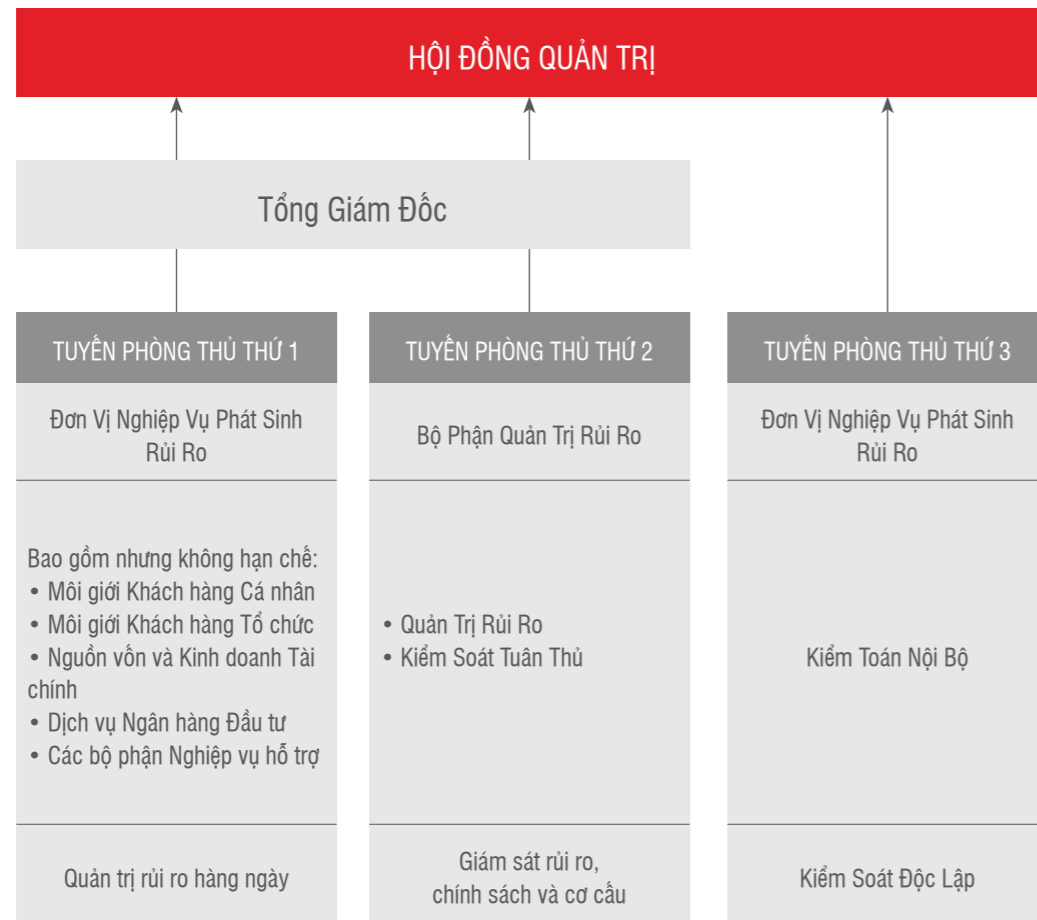 HỘI ĐỒNG QUẢN TRỊ
Tổng Giám Đốc
TUYẾN PHÒNG THỦ THỨ 1
Đơn Vị Nghiệp Vụ Phát Sinh
Rủi Ro
Bao gồm nhưng không hạn chế:
• Môi giới Khách hàng Cá nhân
• Môi giới Khách hàng Tổ chức
• Nguồn vốn và Kinh doanh Tài
chính
• Dịch vụ Ngân hàng Đầu tư
• Các bộ phận Nghiệp vụ hỗ trợ
Quản trị rủi ro hàng ngày
TUYẾN PHÒNG THỦ THỨ 2
Bộ Phận Quản Trị Rủi Ro
• Quản Trị Rủi Ro
• Kiểm Soát Tuân Thủ
Giám sát rủi ro,
chính sách và cơ cấu
TUYẾN PHÒNG THỦ THỨ 3
Đơn Vị Nghiệp Vụ Phát Sinh
Rủi Ro
Kiểm Toán Nội Bộ
Kiểm Soát Độc Lập